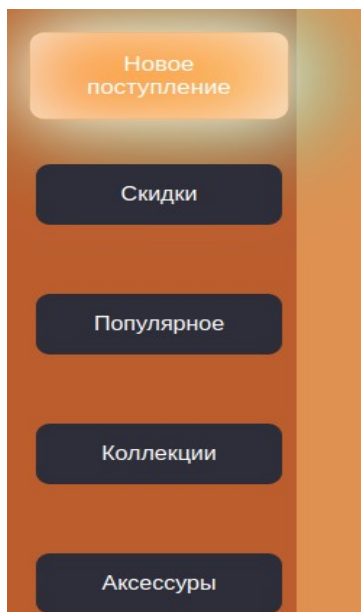 Новое
поступление
Скидки
Популярное
Коллекции
Аксессуры